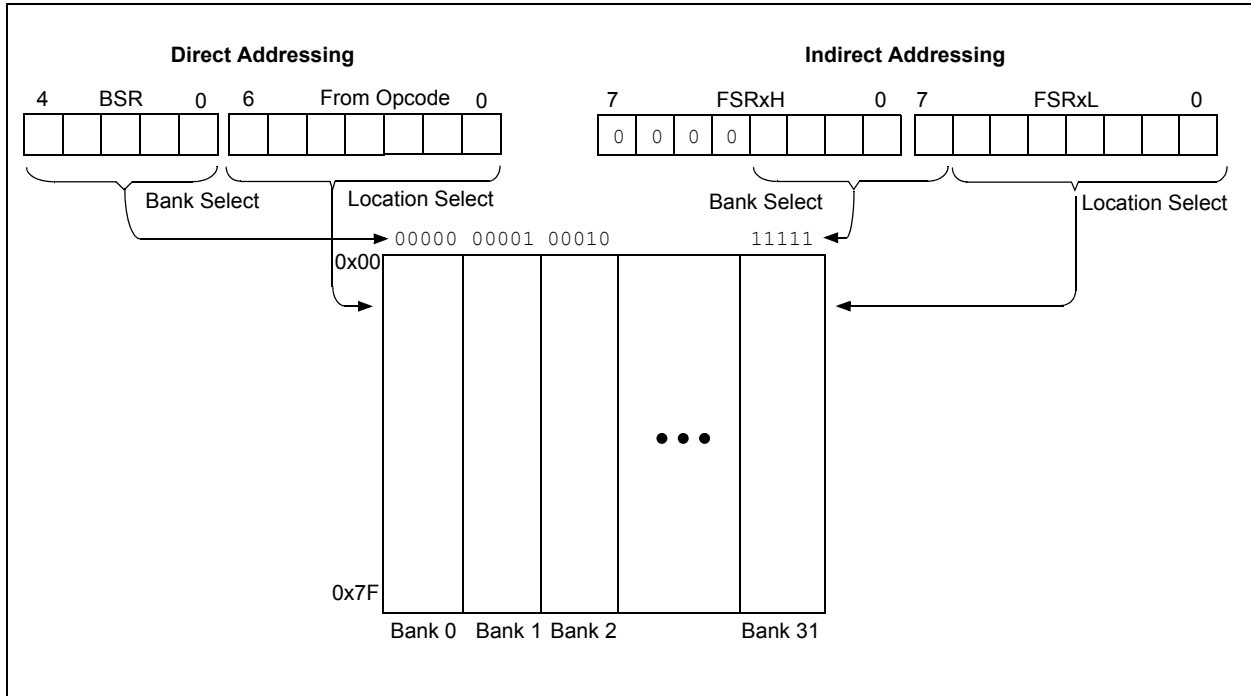 Direct Addressing
Indirect Addressing
4 BSR 0 6 From Opcode 0
7 FSRxH 0 7 FSRxL 0
0 0 0 0
Bank Select Location Select
Bank Select Location Select
00000 00001 00010 11111
0x00
0x7F
Bank 0 Bank 1 Bank 2 Bank 31